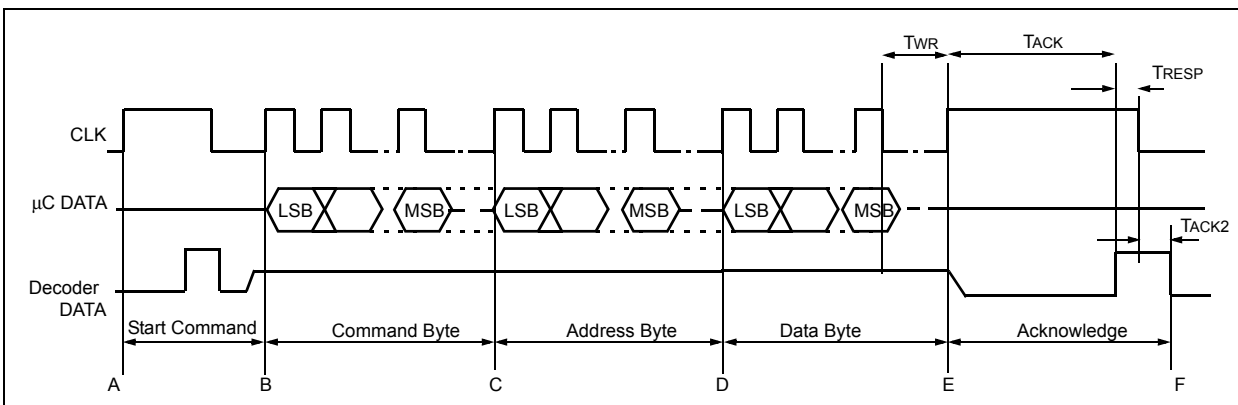 TWR
TACK
TRESP
CLK
μC DATA
LSB
MSB
LSB
MSB
LSB
MSB
TACK2
Decoder
DATA
Start Command
Command Byte
Address Byte
Data Byte
Acknowledge
A
B
C
D
E
F